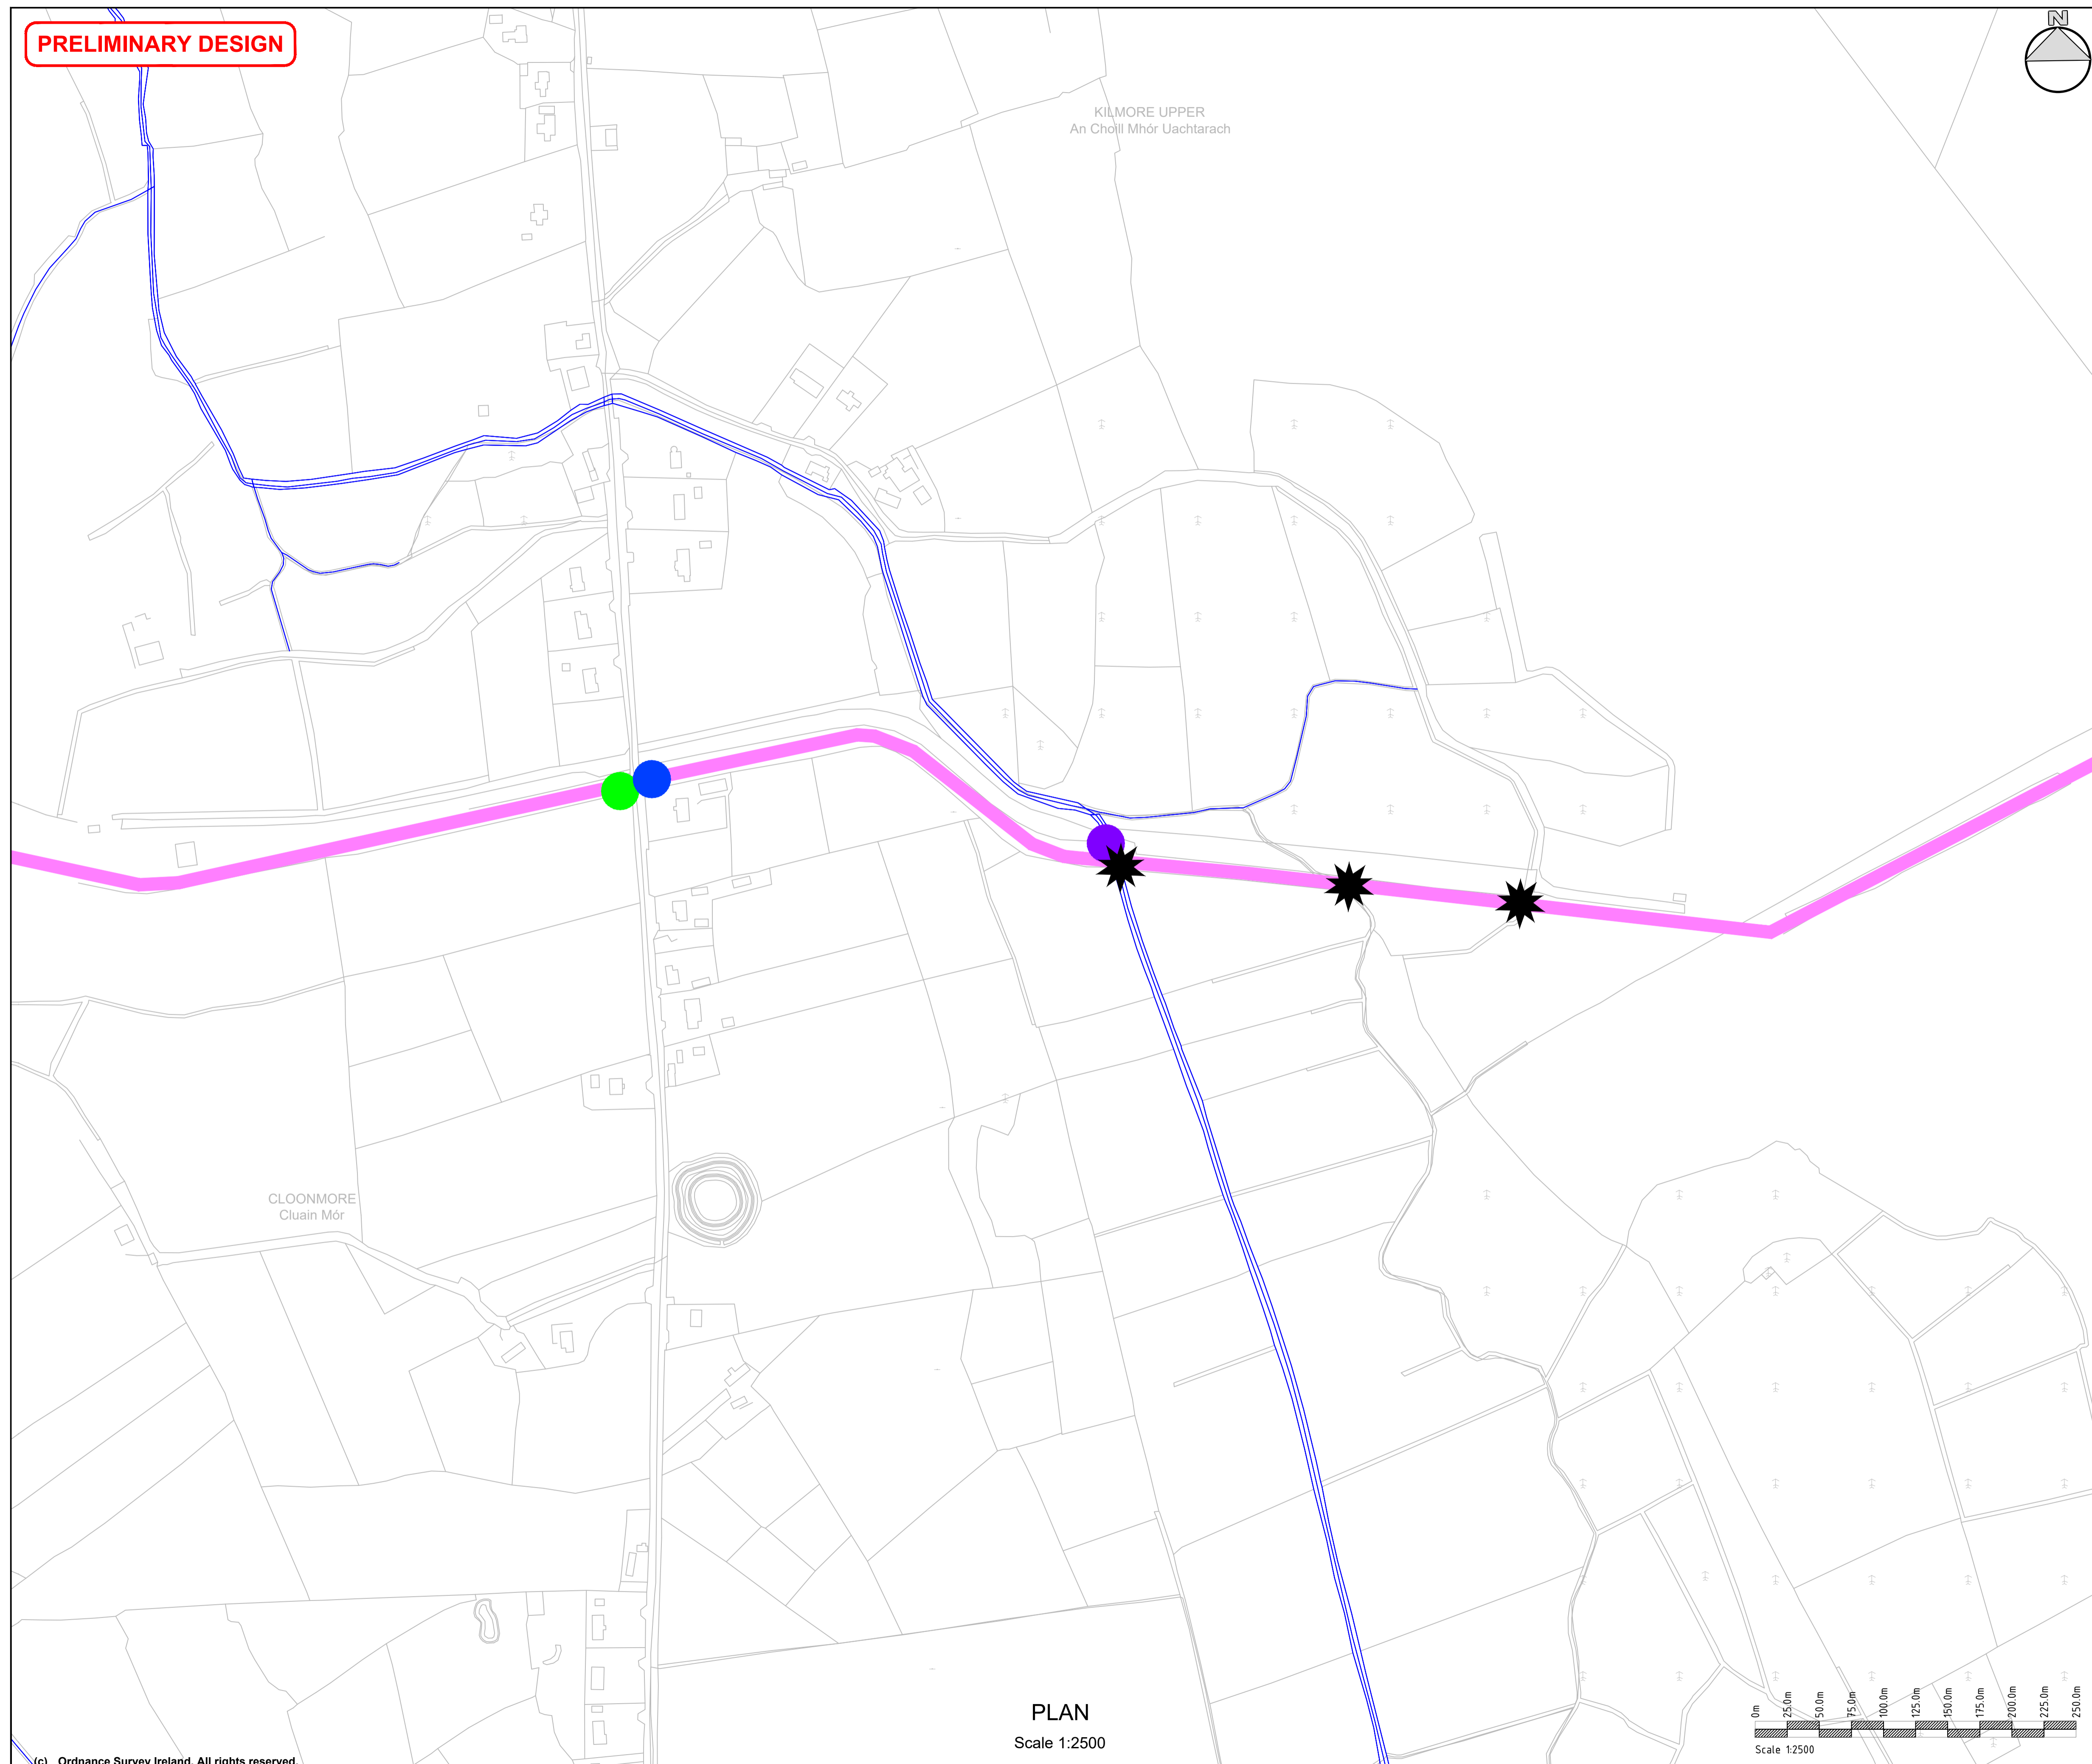 PRELIMINARY DESIGN
N
KILMORE UPPER
An Choill Mhór Uachtarach
CLOONMORE
Cluain Mór
PLAN
Scale 1:2500
0m
25.0m
50.0m
75.0m
100.0m
125.0m
150.0m
175.0m
200.0m
225.0m
250.0m
Scale 1:2500
(c) Ordnance Survey Ireland. All rights reserved.